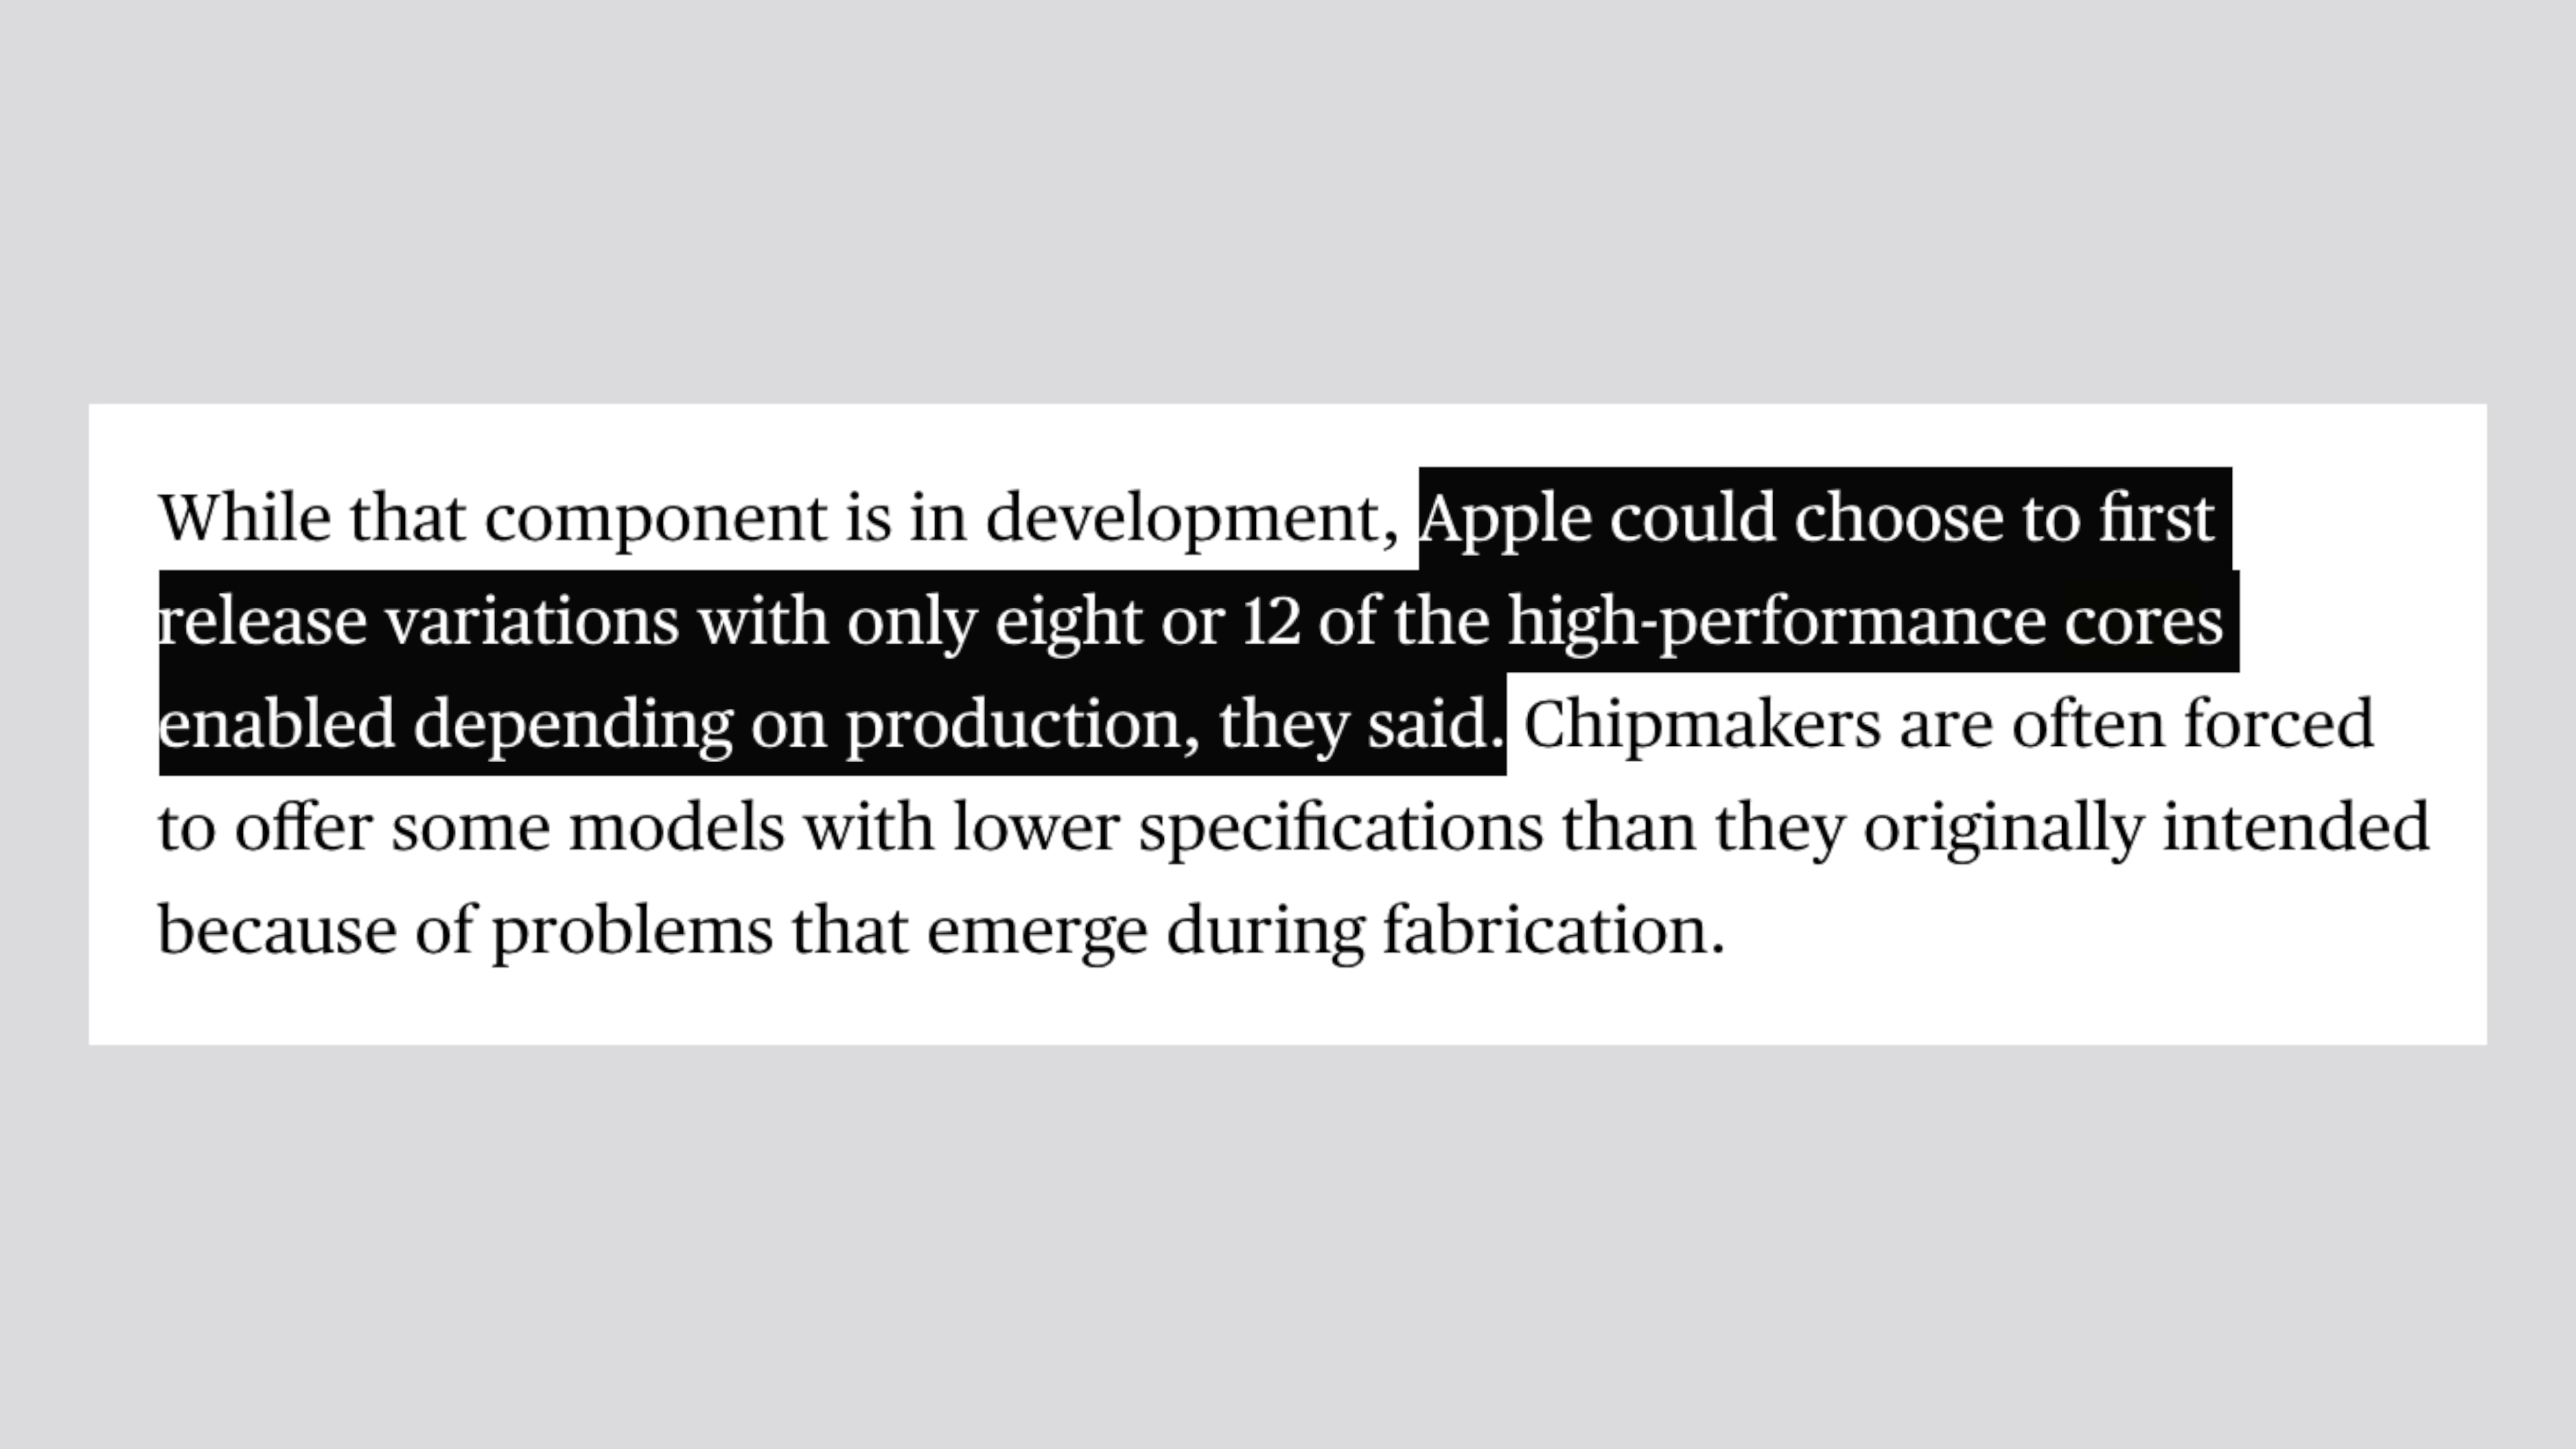 While that component is in development, Apple could choose to first
release variations with only eight or 12 of the high-performance cores
enabled depending on production, they said. Chipmakers are often forced
to offer some models with lower specifications than they originally intended
because of problems that emerge during fabrication.